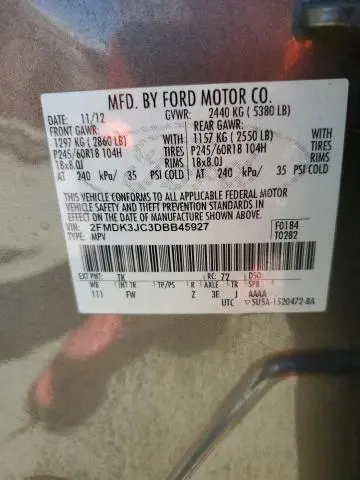 MFD. BY FORD MOTOR CO.
DATE: 11/12 GVWR: 2440 KG ( 5380 LB)
FRONT GAWR: REAR GAWR:
1297 KG ( 2860 LB) WITH 1157 KG ( 2550 LB) WITH
P245/60R18 104H TIRES P245/60R18 104H TIRES
18x8.0J RIMS 18x8.0J RIMS
AT 240 kPa/ 35 PSI COLD AT 240 kPa/ 35 PSI COLD
THIS VEHICLE CONFORMS TO ALL APPLICABLE FEDERAL MOTOR
VEHICLE SAFETY AND BUMPER STANDARDS IN
EFFECT ON THE DATE OF MANUFACTURE SHOWN ABOVE.
VIN: 2FMDK3JC3DBB45927 F0184
TYPE: MPV T0282
EXT PNT: TK RC: 72 DSO:
WB INT TR TP/PS R AXLE TR SPR
111 FW Z 3E J AAAA
UTC 5U5A-1520472-BA